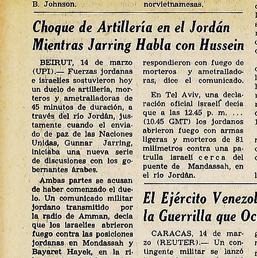 B. Johnson.
norvietnamesas.
Choque de Artillería en el Jordán
Mientras Jarring Habla con Hussein
BEIRUT, 14 de marzo
(UPI).— Fuerzas jordanas
e israelíes sostuvieron hoy
un duelo de artillería, mor-
teros y ametralladoras de
45 minutos de duración, a
través del río Jordán, jus-
tamente cuando el envia-
do de paz de las Naciones
Unidas, Gunnar Jarring,
iniciaba una nueva serie
de discusiones con los go-
bernantes árabes.
Ambas partes se acusan
de haber comenzado el due-
lo. Un comunicado militar
jordano transmitido por
la radio de Amman, decía
que los israelíes abrieron
fuego contra las posiciones
jordanas en Mondassah y
Bayaret Hayek, en la ri-
respondieron con fuego de
morteros y ametrallado-
ras, dice el comunicado.
En Tel Aviv, una decla-
ración oficial israelí decía
que a las 12.45 p. m. ...
(10.45 GMT) los jordanos
abrieron fuego con armas
ligeras y morteros de 81
milímetros contra una pa-
trulla israelí cerca del
puente de Mandassah, en
el río Jordán.
El Ejército Venezol
la Guerrilla que Oc
CARACAS, 14 de mar-
zo (REUTER).— Un con-
tingente militar se lanzó